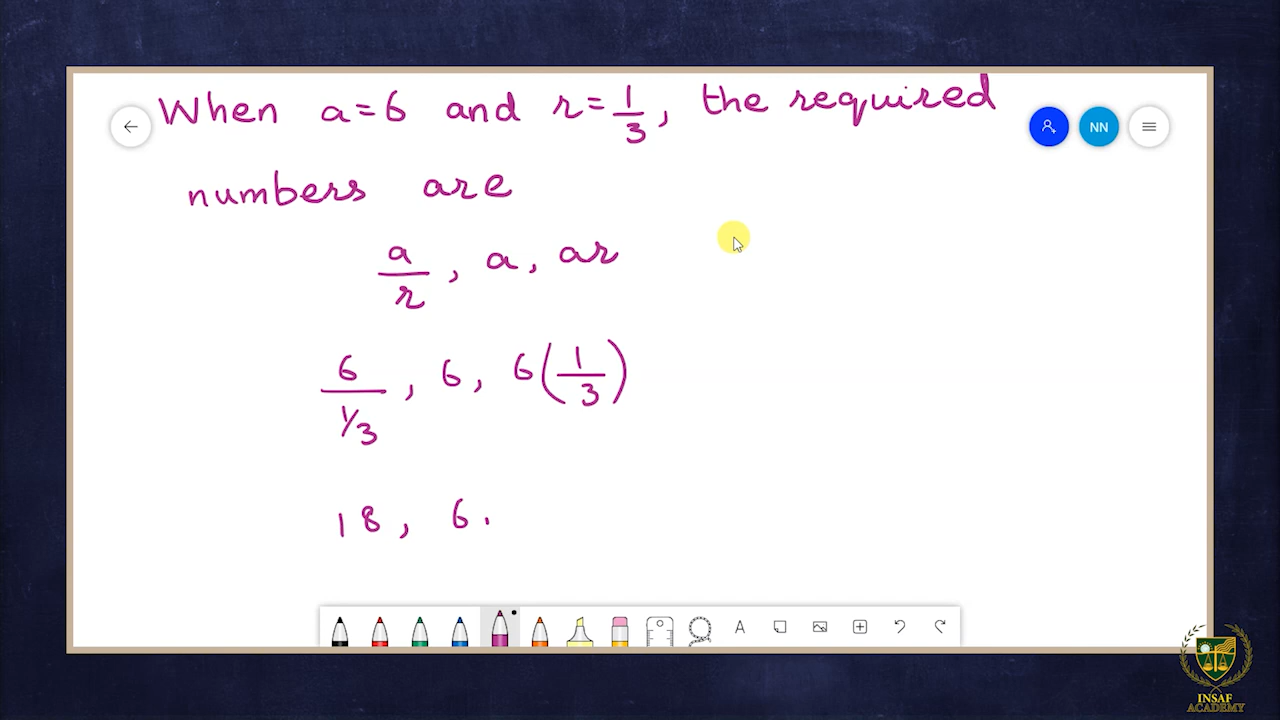 When a=6 and r=1/3, the required
NN
numbers are
a/r, a, ar
6/1/3, 6, 6(1/3)
18, 6.
A
INSAF
ACADEMY